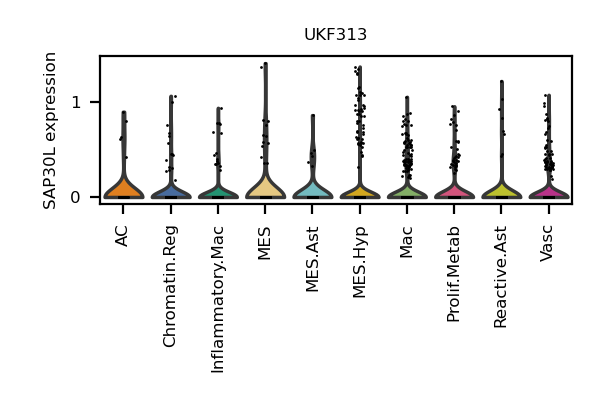 UKF313
SAP30L expression
1
0
AC
Chromatin.Reg
Inflammatory.Mac
MES
MES.Ast
MES.Hyp
Mac
Prolif.Metab
Reactive.Ast
Vasc